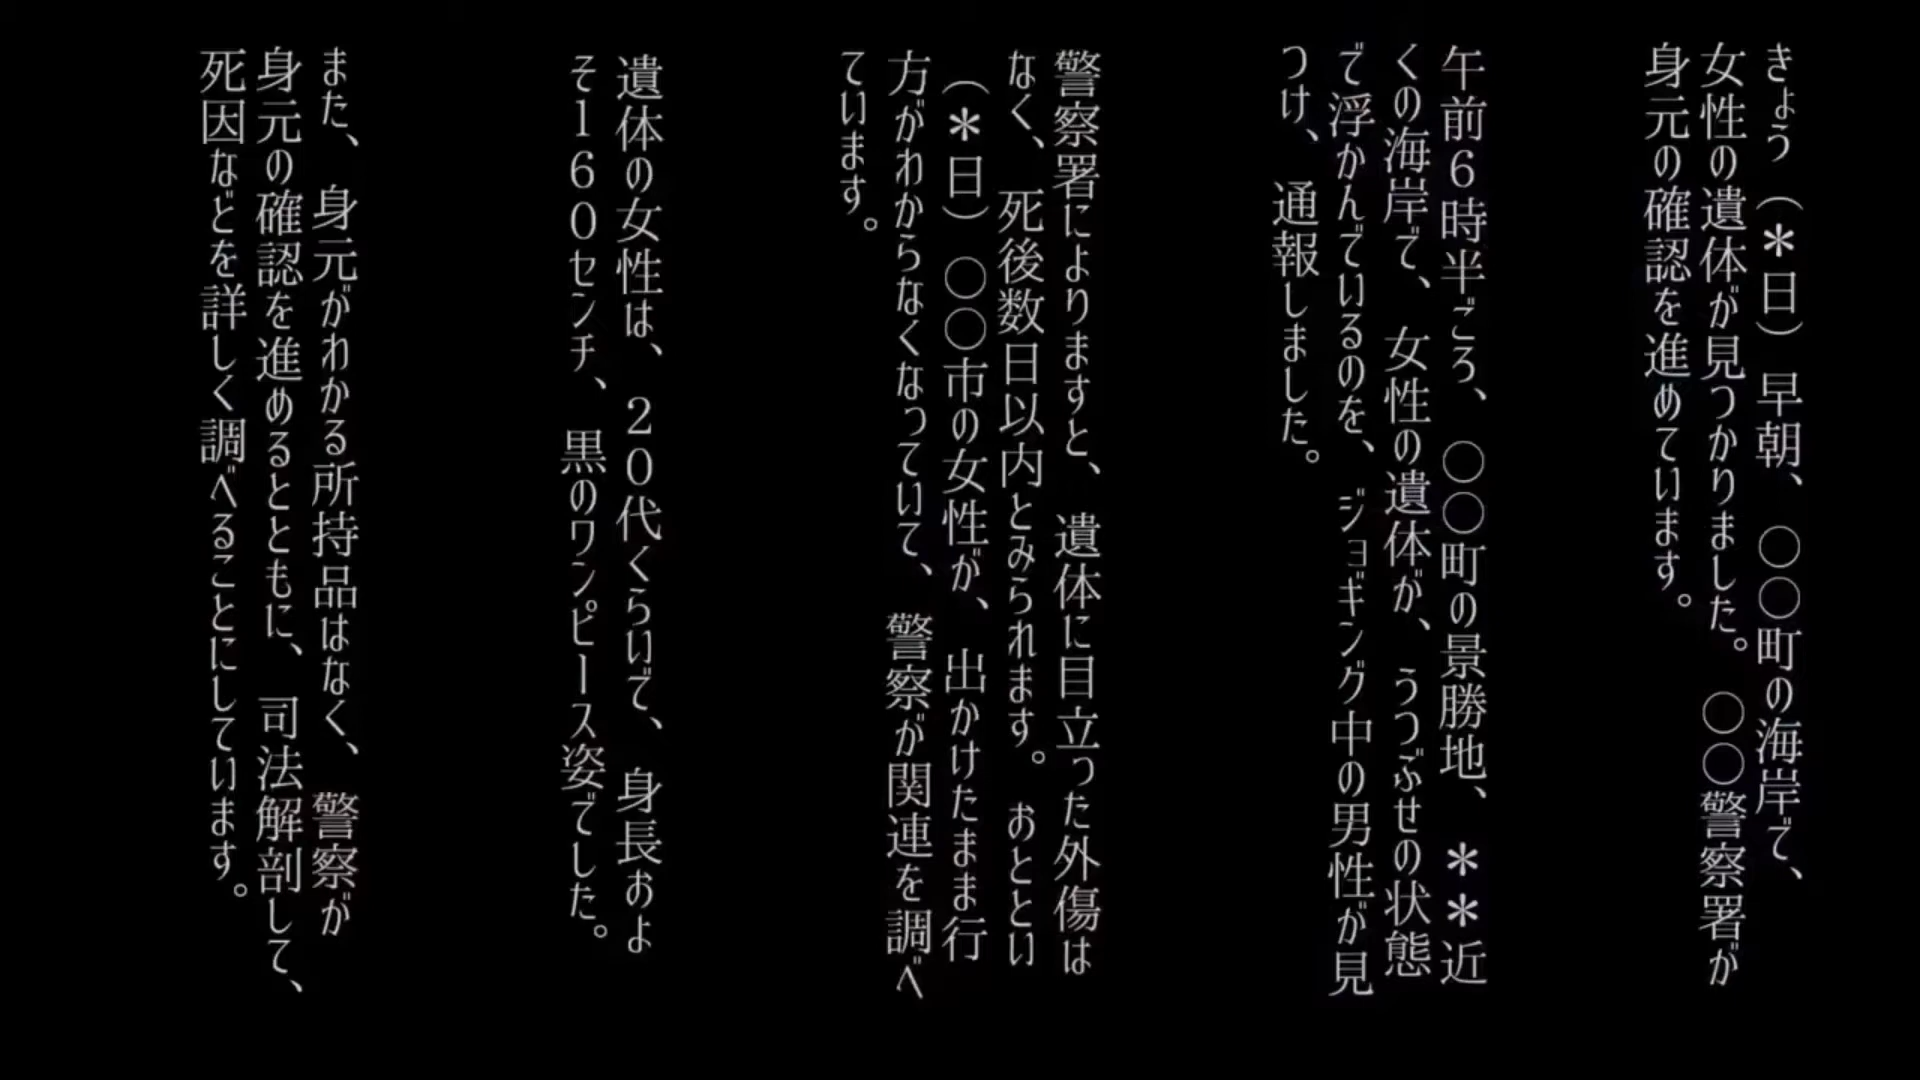 きょう（＊日）早朝、〇〇町の海岸で、
女性の遺体が見つかりました。〇〇警察署が
身元の確認を進めています。
午前６時半ごろ、〇〇町の景勝地、＊＊近
くの海岸で、女性の遺体が、うつぶせの状態
で浮かんでいるのを、ジョギング中の男性が見
つけ、通報しました。
警察署によりますと、遺体に目立った外傷は
なく、死後数日以内とみられます。おととい
（＊日）〇〇市の女性が、出かけたまま行
方がわからなくなっていて、警察が関連を調べ
ています。
遺体の女性は、２０代くらいで、身長およ
そ１６０センチ、黒のワンピース姿でした。
また、身元がわかる所持品はなく、警察が
身元の確認を進めるとともに、司法解剖して、
死因などを詳しく調べることにしています。